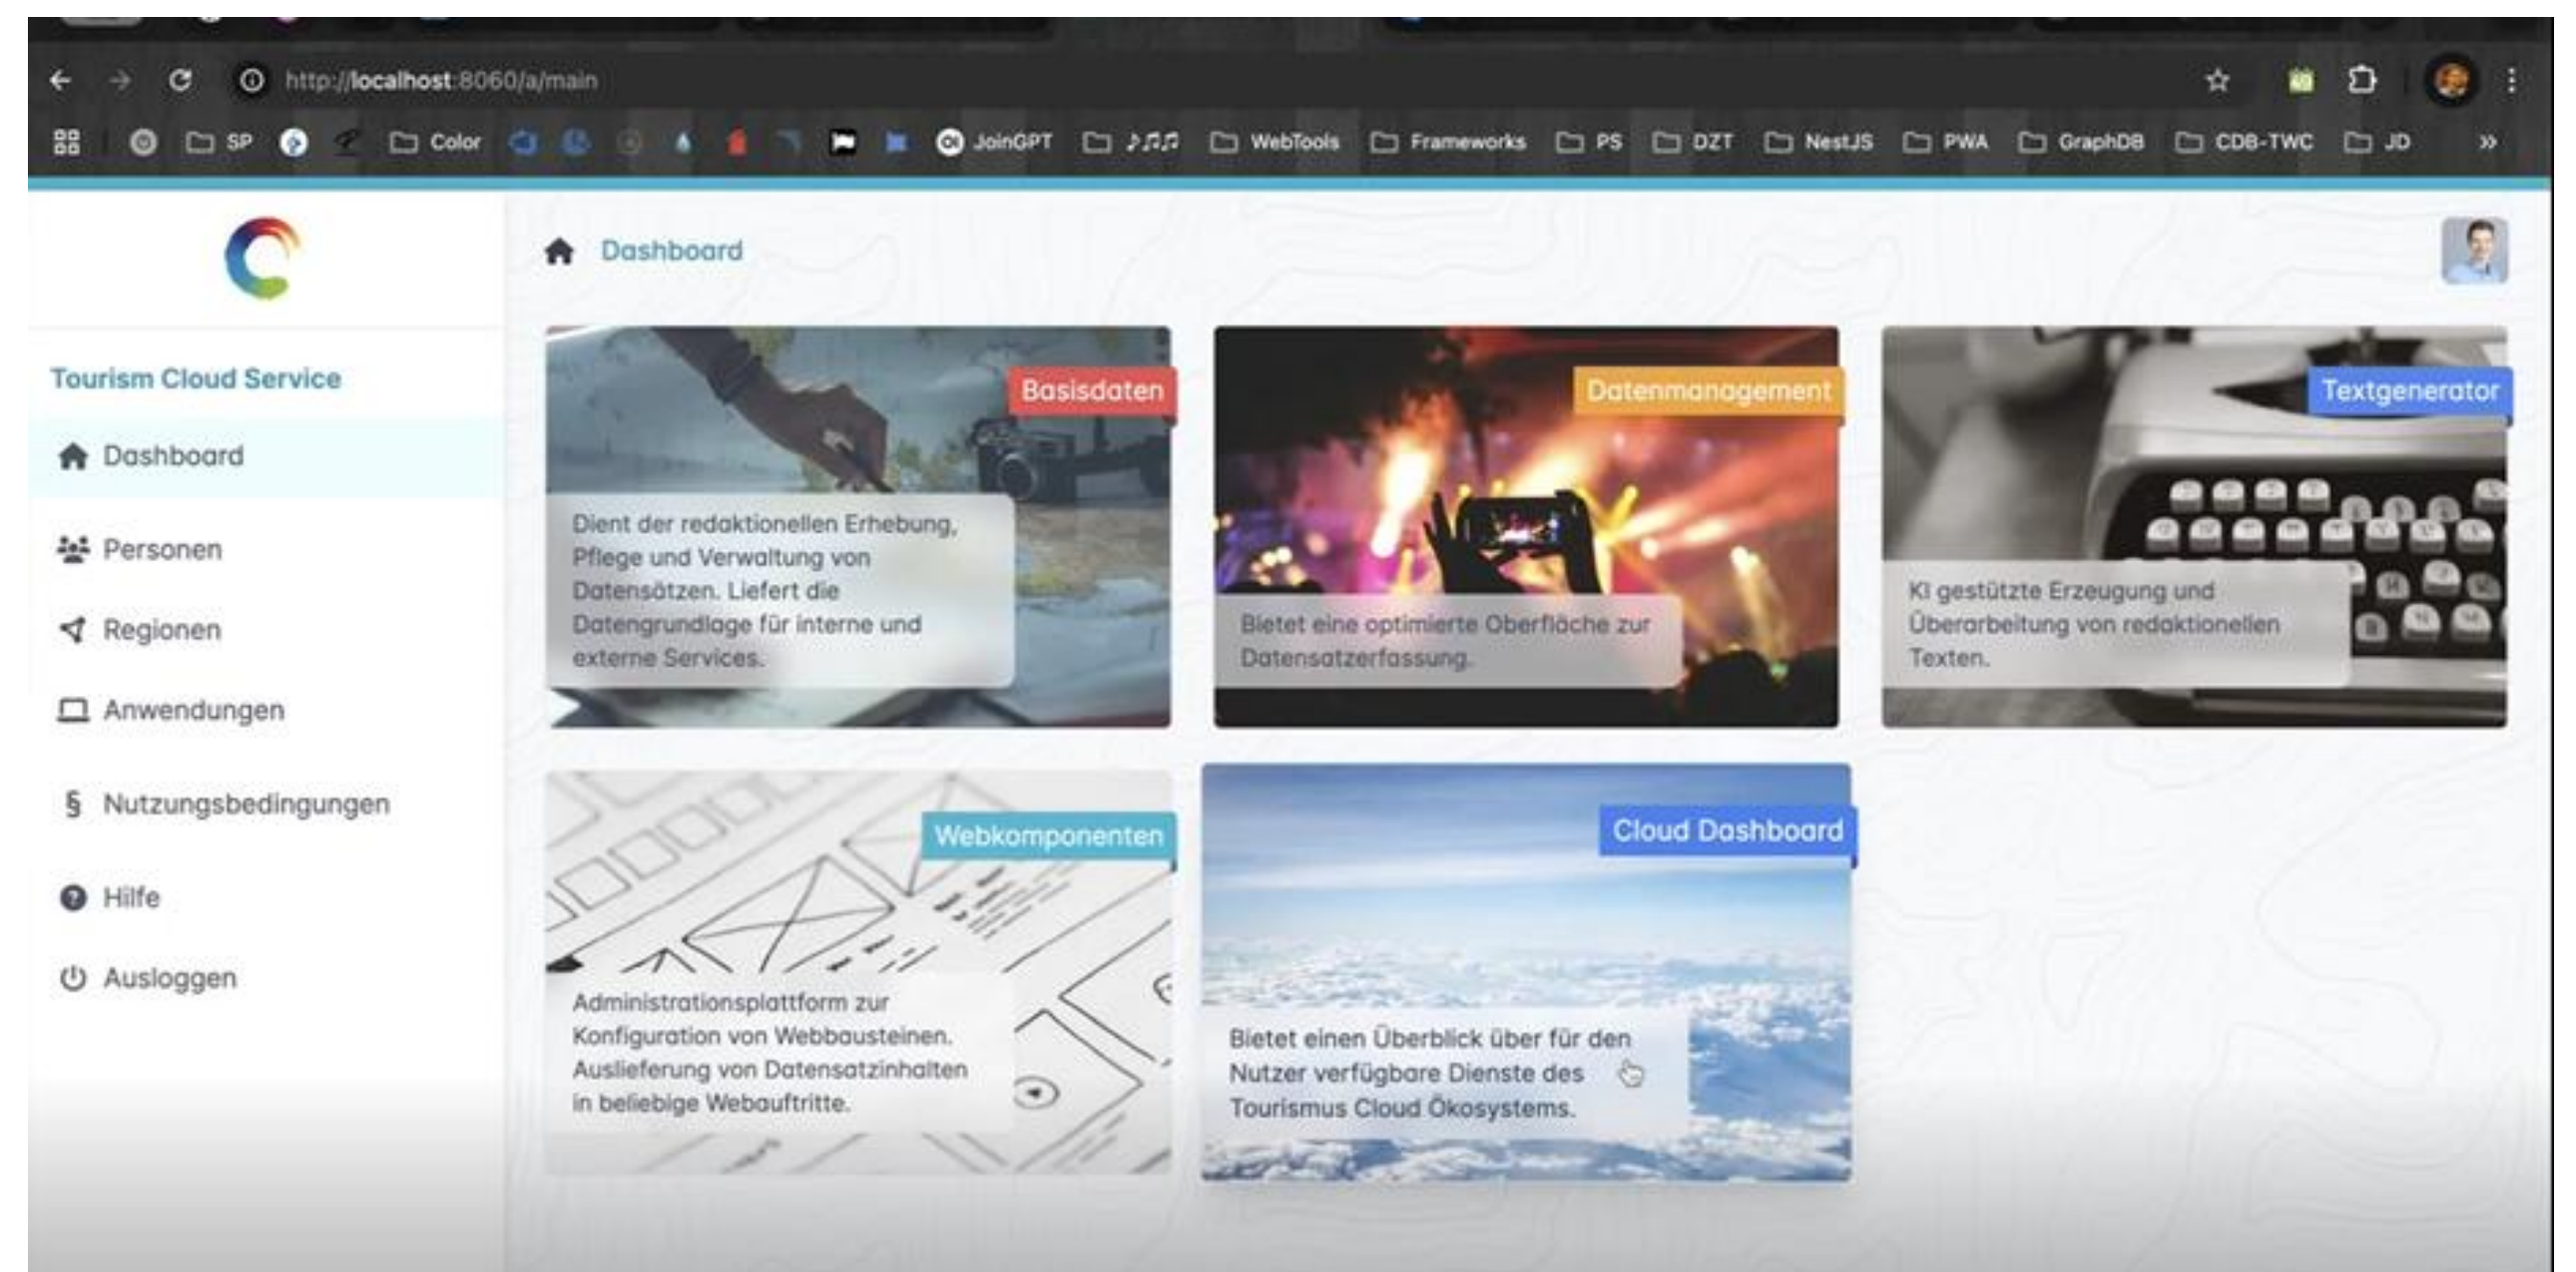 http://localhost:8060/a/main
SP
Color
JoinGPT
WebTools
Frameworks
PS
DZT
NestJS
PWA
GraphDB
CDB-TWC
JD
Tourism Cloud Service
Dashboard
Personen
Regionen
Anwendungen
§ Nutzungsbedingungen
Hilfe
Ausloggen
Dashboard
Basisdaten
Dient der redaktionellen Erhebung,
Pflege und Verwaltung von
Datensätzen. Liefert die
Datengrundlage für interne und
externe Services.
Datenmanagement
Bietet eine optimierte Oberfläche zur
Datensatzerfassung.
Textgenerator
KI gestützte Erzeugung und
Überarbeitung von redaktionellen
Texten.
Webkomponenten
Administrationsplattform zur
Konfiguration von Webbausteinen.
Auslieferung von Datensatzinhalten
in beliebige Webauftritte.
Cloud Dashboard
Bietet einen Überblick über für den
Nutzer verfügbare Dienste des
Tourismus Cloud Ökosystems.